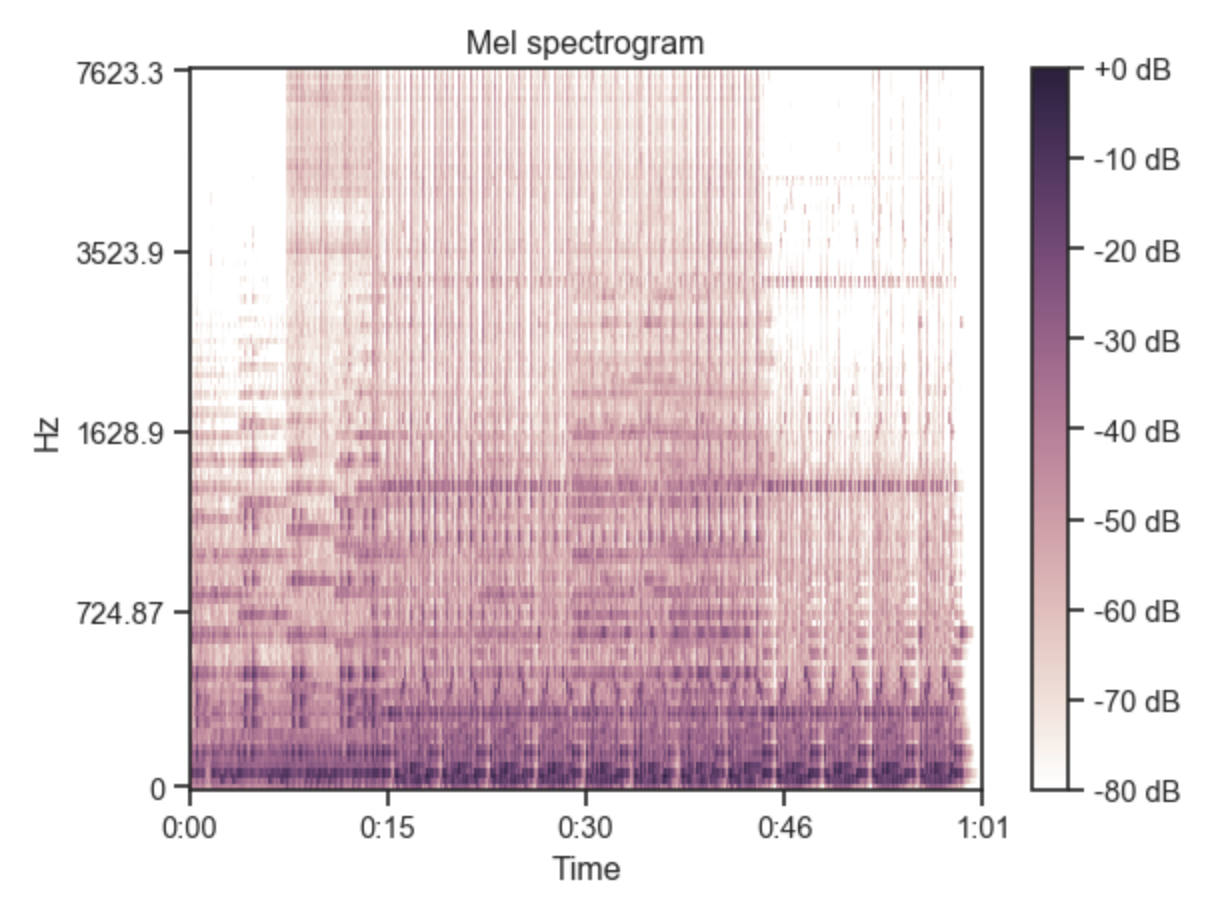 Mel spectrogram
7623.3
3523.9
1628.9
724.87
0
Hz
0:00 0:15 0:30 0:46 1:01
Time
+0 dB
-10 dB
-20 dB
-30 dB
-40 dB
-50 dB
-60 dB
-70 dB
-80 dB